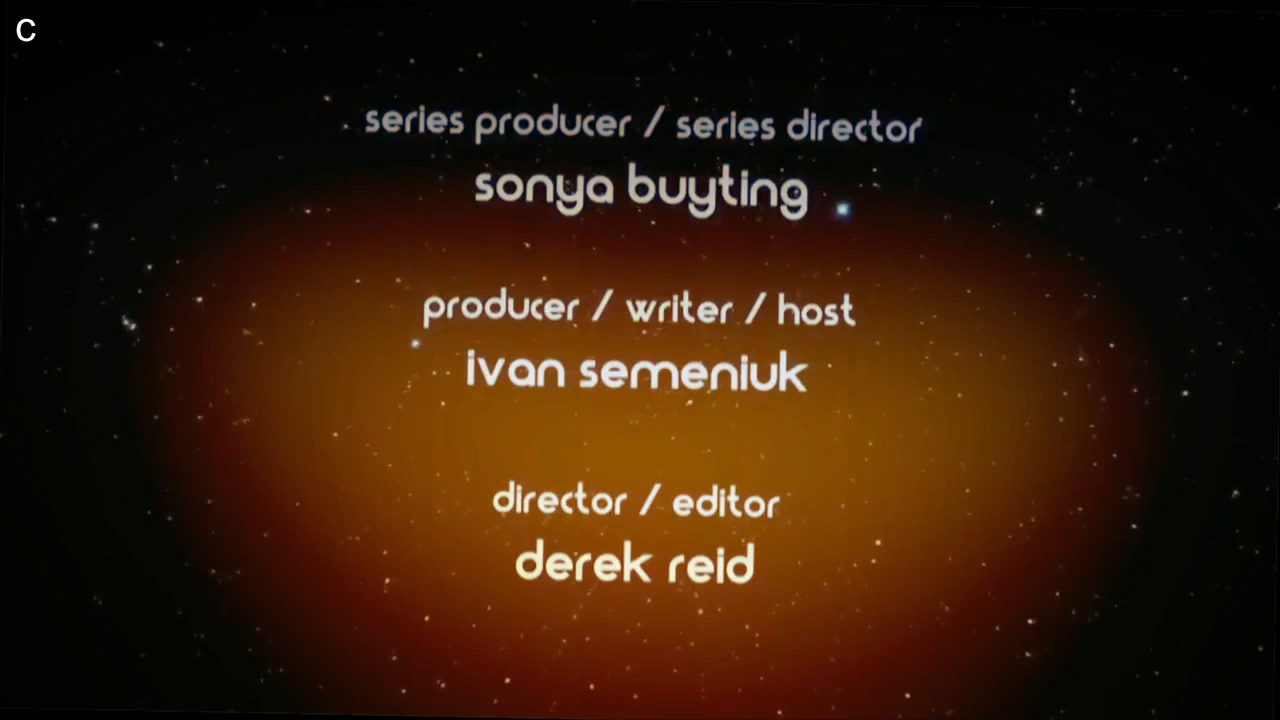 C
series producer / series director
sonya buyting
producer / writer / host
ivan semeniuk
director / editor
derek reid